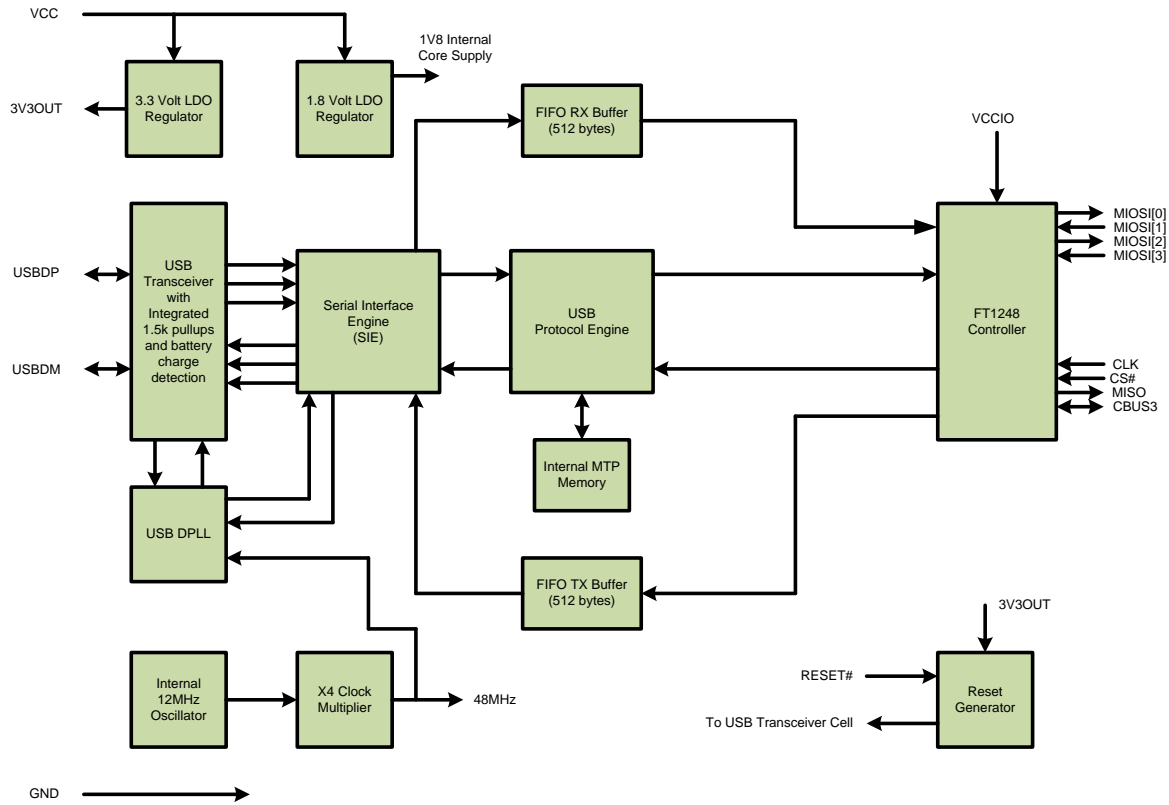 VCC
1V8 Internal
Core Supply
3.3 Volt LDO
Regulator
1.8 Volt LDO
Regulator
3V3OUT
FIFO RX Buffer
(512 bytes)
VCCIO
USBDP
USBDM
USB
Transceiver
with
Integrated
1.5k pullups
and battery
charge
detection
Serial Interface
Engine
(SIE)
USB
Protocol Engine
FT1248
Controller
MIOSI[0]
MIOSI[1]
MIOSI[2]
MIOSI[3]
CLK
CS#
MISO
CBUS3
Internal MTP
Memory
USB DPLL
FIFO TX Buffer
(512 bytes)
3V3OUT
RESET#
Reset
Generator
To USB Transceiver Cell
Internal
12MHz
Oscillator
X4 Clock
Multiplier
48MHz
GND